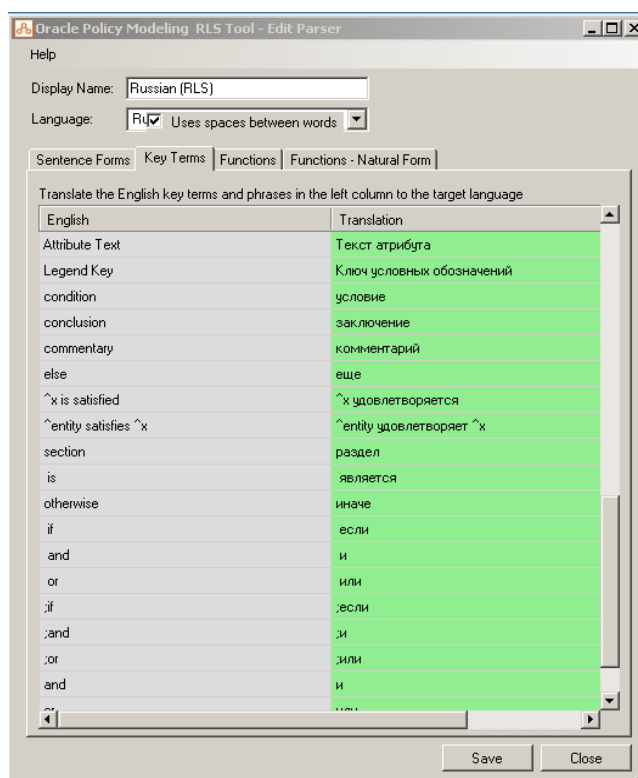 Oracle Policy Modeling RLS Tool - Edit Parser
Help
Display Name: Russian (RLS)
Language: Uses spaces between words
Sentence Forms Key Terms Functions Functions - Natural Form
Translate the English key terms and phrases in the left column to the target language
English Translation
Attribute Text Текст атрибута
Legend Key Ключ условных обозначений
condition условие
conclusion заключение
commentary комментарий
else еще
^x is satisfied ^x удовлетворяется
^entity satisfies ^x ^entity удовлетворяет ^x
section раздел
is является
otherwise иначе
if если
and и
or или
;if ;если
;and ;и
;or ;или
and и
or или
Save Close